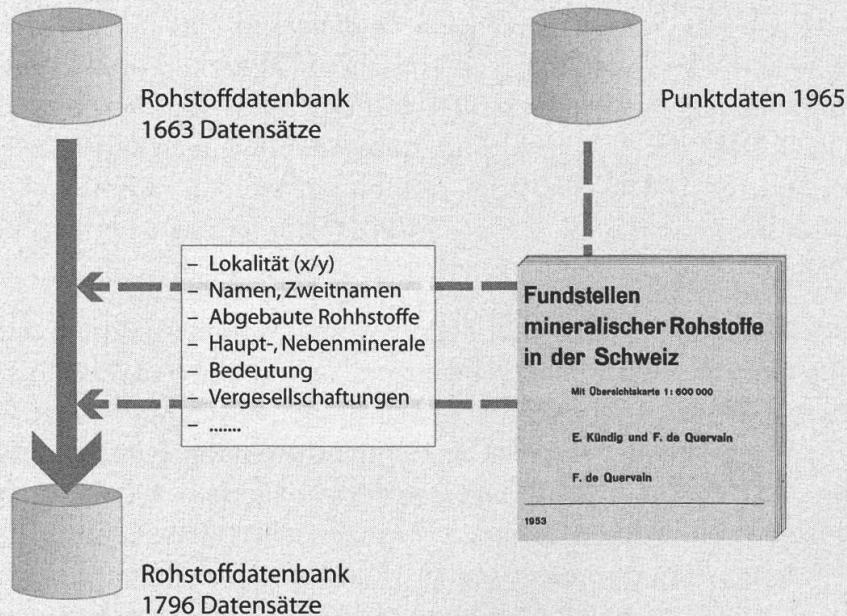 Rohstoffdatenbank
1663 Datensätze
Punktdaten 1965
– Lokalität (x/y)
– Namen, Zweitnamen
– Abgebaute Rohhstoffe
– Haupt-, Nebenminerale
– Bedeutung
– Vergesellschaftungen
– .......
Fundstellen
mineralischer Rohstoffe
in der Schweiz
Mit Übersichtskarte 1 : 600 000
E. Kündig und F. de Quervain
F. de Quervain
1953
Rohstoffdatenbank
1796 Datensätze